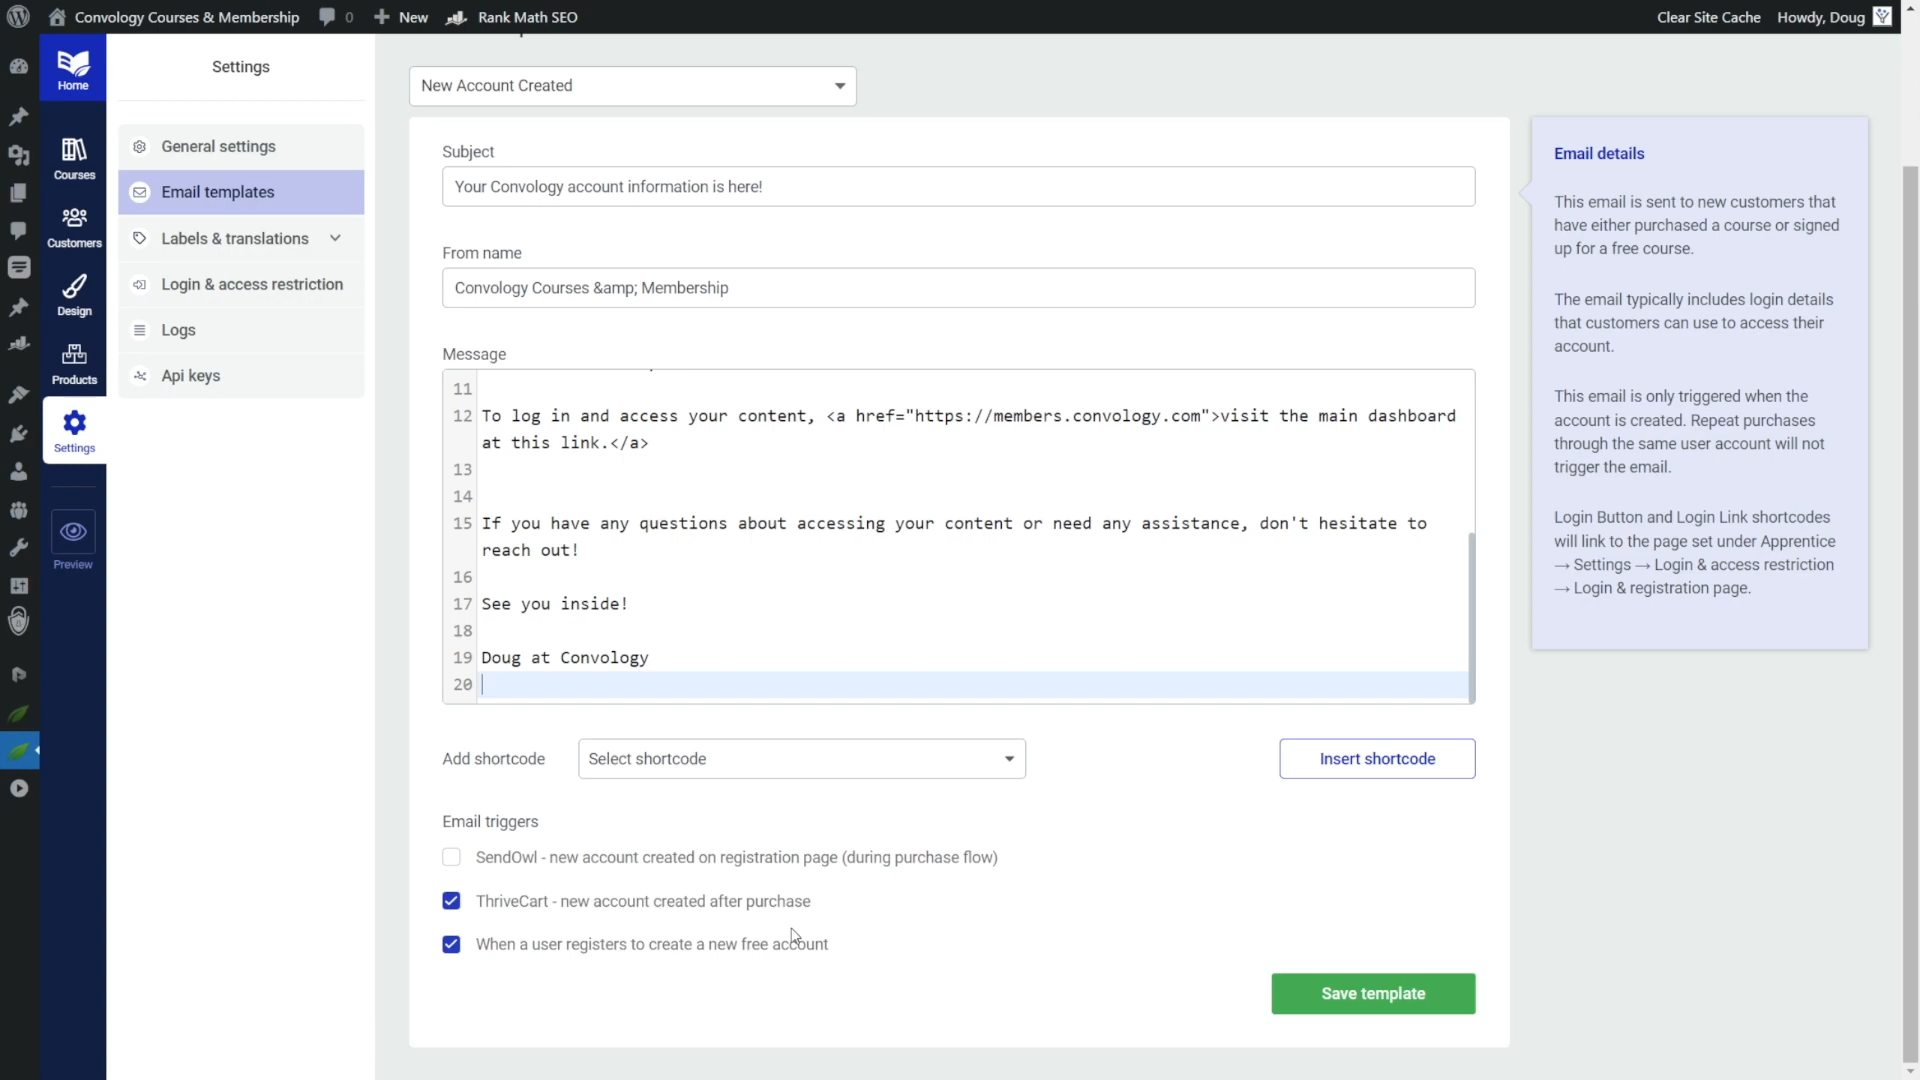 Convology Courses & Membership 0 New Rank Math SEO Clear Site Cache Howdy, Doug
Home
Courses
Customers
Design
Products
Settings
Preview
Settings
General settings
Email templates
Labels & translations
Login & access restriction
Logs
Api keys
New Account Created
Subject
Your Convology account information is here!
From name
Convology Courses &amp; Membership
Message
11
12 To log in and access your content, <a href="https://members.convology.com">visit the main dashboard
at this link.</a>
13
14
15 If you have any questions about accessing your content or need any assistance, don't hesitate to
reach out!
16
17 See you inside!
18
19 Doug at Convology
20
Add shortcode Select shortcode Insert shortcode
Email triggers
SendOwl - new account created on registration page (during purchase flow)
ThriveCart - new account created after purchase
When a user registers to create a new free account
Save template
Email details
This email is sent to new customers that
have either purchased a course or signed
up for a free course.
The email typically includes login details
that customers can use to access their
account.
This email is only triggered when the
account is created. Repeat purchases
through the same user account will not
trigger the email.
Login Button and Login Link shortcodes
will link to the page set under Apprentice
→ Settings → Login & access restriction
→ Login & registration page.